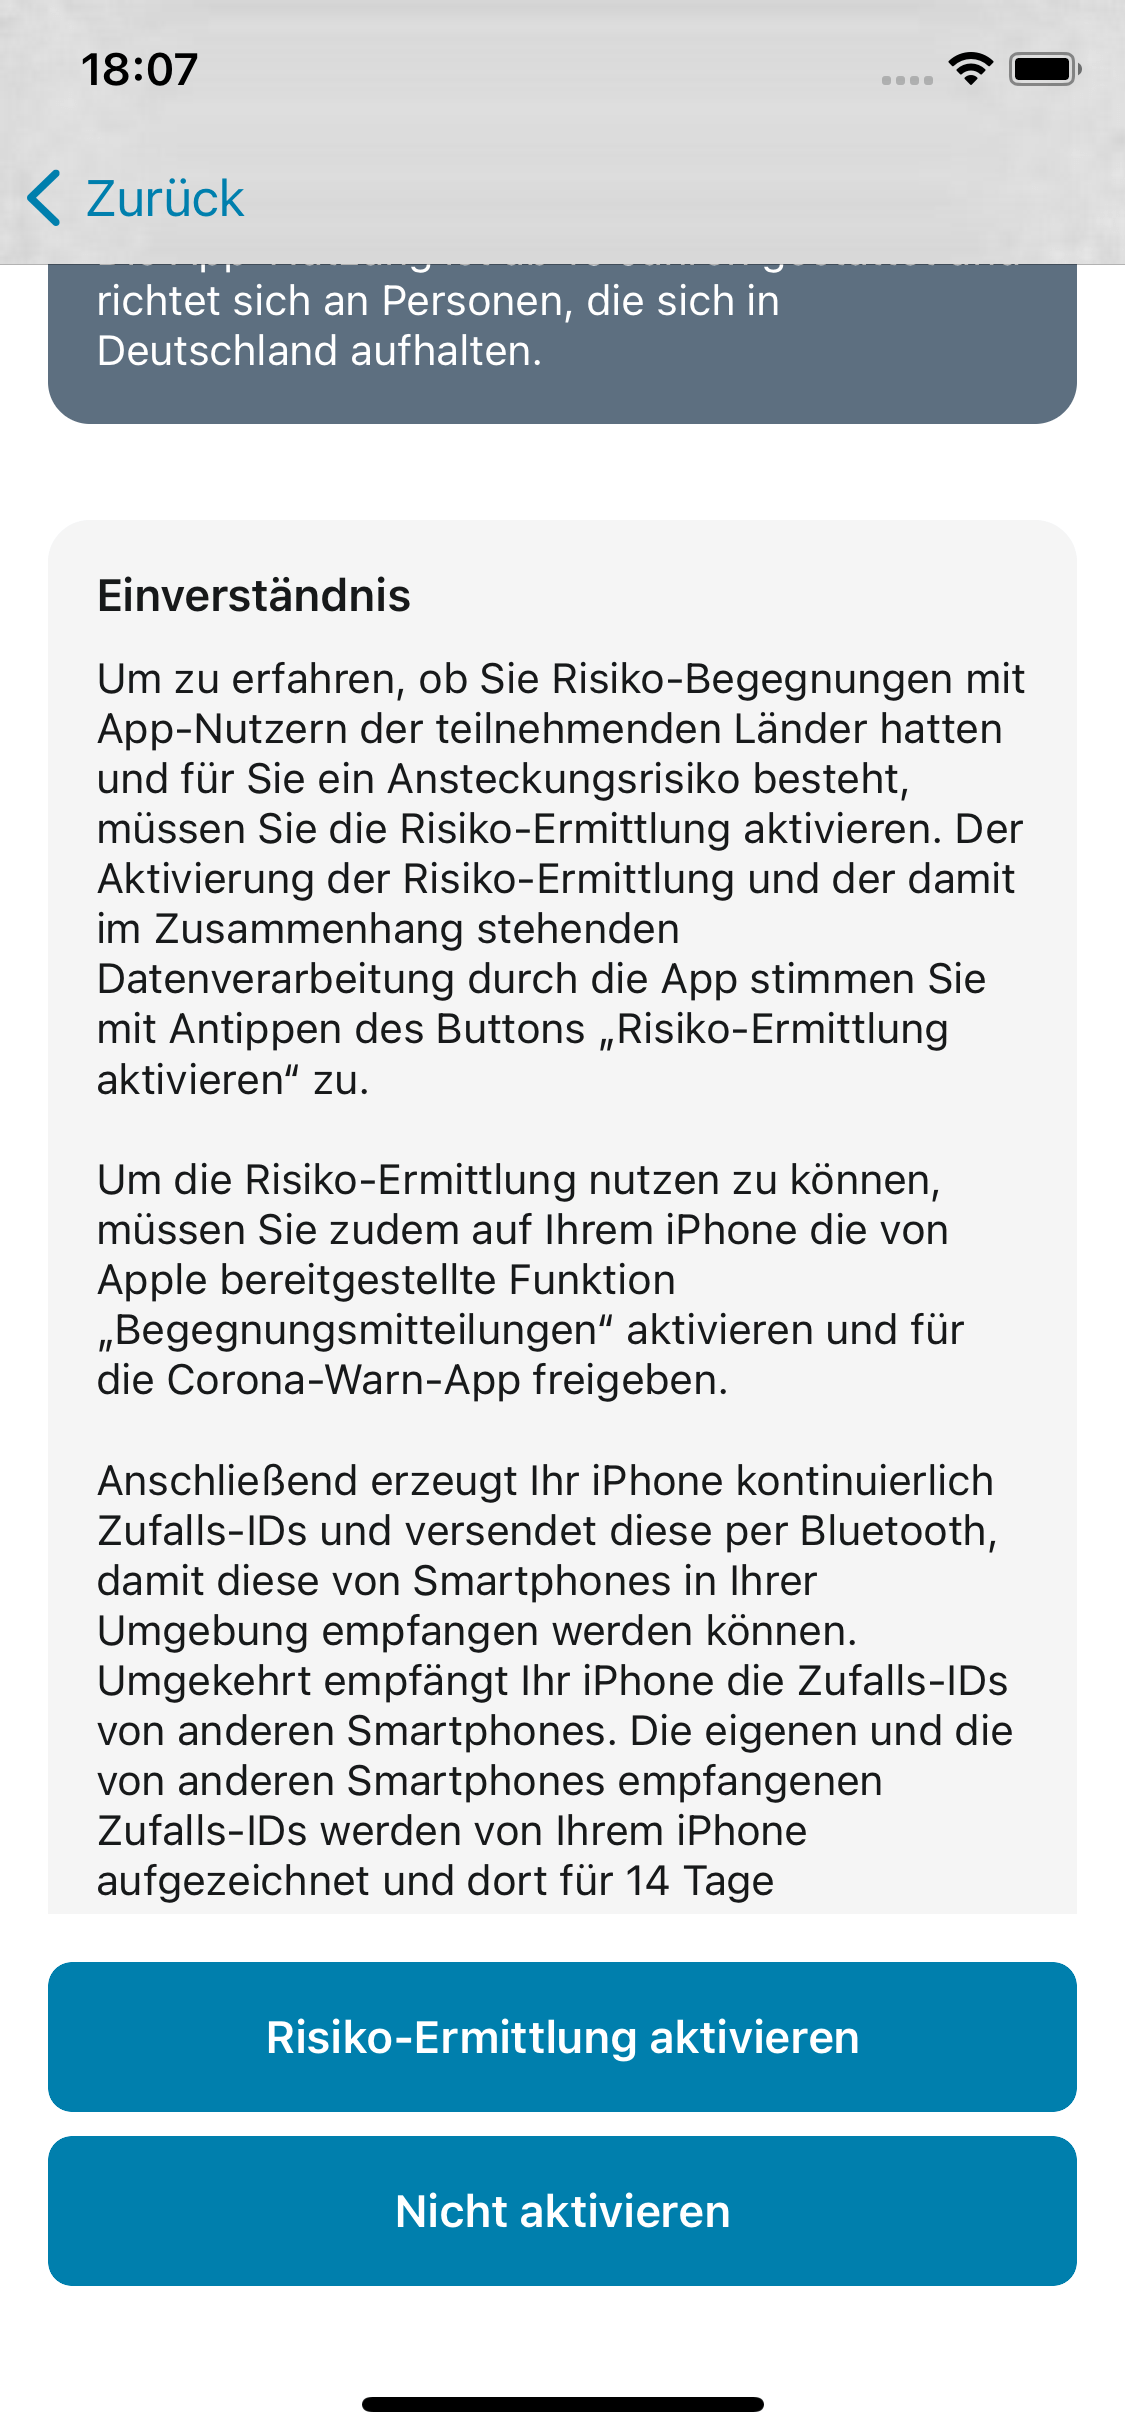 18:07
Zurück
richtet sich an Personen, die sich in
Deutschland aufhalten.
Einverständnis
Um zu erfahren, ob Sie Risiko-Begegnungen mit
App-Nutzern der teilnehmenden Länder hatten
und für Sie ein Ansteckungsrisiko besteht,
müssen Sie die Risiko-Ermittlung aktivieren. Der
Aktivierung der Risiko-Ermittlung und der damit
im Zusammenhang stehenden
Datenverarbeitung durch die App stimmen Sie
mit Antippen des Buttons „Risiko-Ermittlung
aktivieren“ zu.
Um die Risiko-Ermittlung nutzen zu können,
müssen Sie zudem auf Ihrem iPhone die von
Apple bereitgestellte Funktion
„Begegnungsmitteilungen“ aktivieren und für
die Corona-Warn-App freigeben.
Anschließend erzeugt Ihr iPhone kontinuierlich
Zufalls-IDs und versendet diese per Bluetooth,
damit diese von Smartphones in Ihrer
Umgebung empfangen werden können.
Umgekehrt empfängt Ihr iPhone die Zufalls-IDs
von anderen Smartphones. Die eigenen und die
von anderen Smartphones empfangenen
Zufalls-IDs werden von Ihrem iPhone
aufgezeichnet und dort für 14 Tage
Risiko-Ermittlung aktivieren
Nicht aktivieren